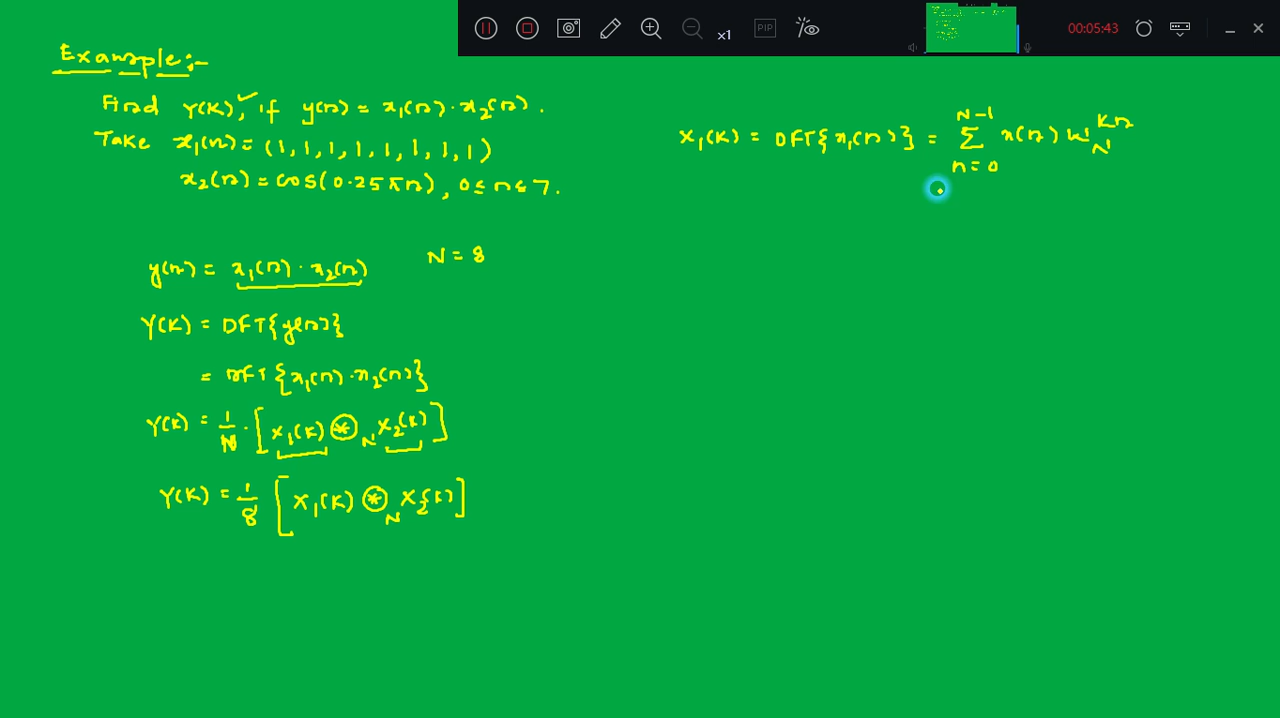 x1
PIP
00:05:43
Example:-
Find Y(K), if y(n) = x₁(n)·x₂(n).
Take x₁(n) = (1,1,1,1,1,1,1,1)
x₂(n) = cos(0.25πn), 0≤n≤7.
y(n) = x₁(n)·x₂(n) N = 8
Y(K) = DFT{y(n)}
= DFT{x₁(n)·x₂(n)}
Y(K) = 1/N·[X₁(K) ⊛N X₂(K)]
Y(K) = 1/8 [X₁(K) ⊛N X₂(K)]
X₁(K) = DFT{x₁(n)} = ∑_{n=0}^{N-1} x(n) W_N^{Kn}